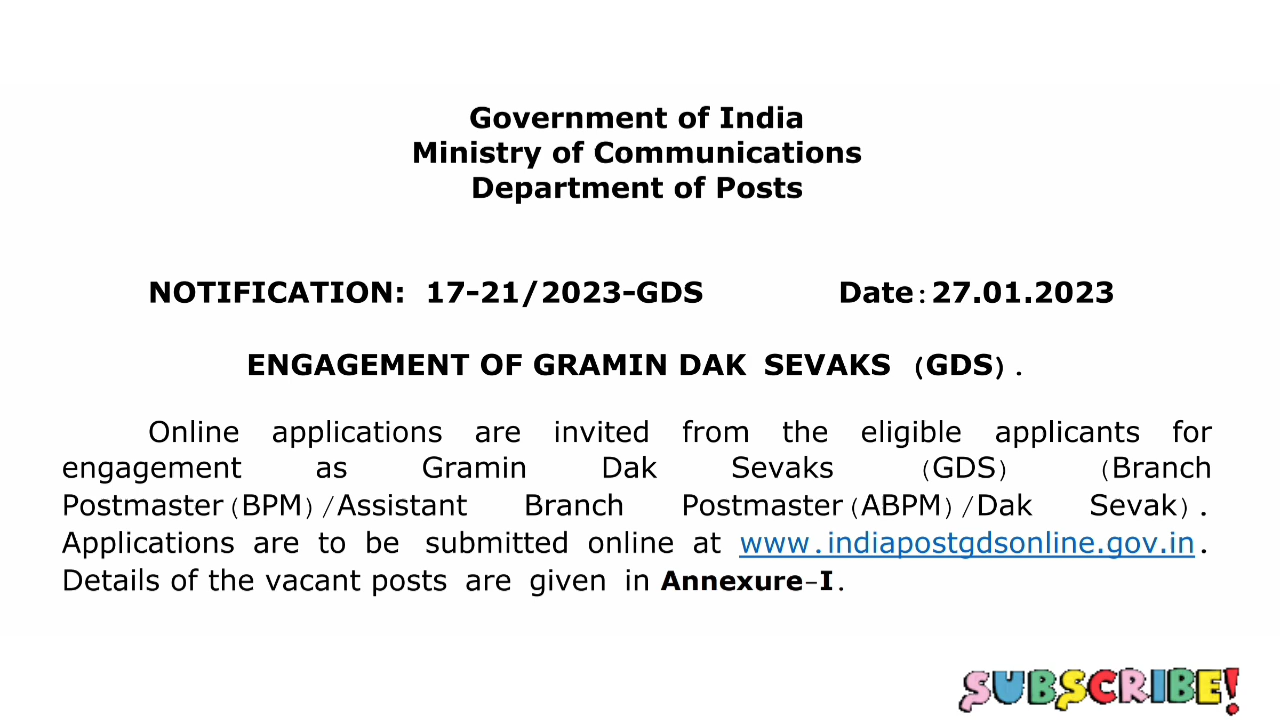 Government of India
Ministry of Communications
Department of Posts
NOTIFICATION: 17-21/2023-GDS Date:27.01.2023
ENGAGEMENT OF GRAMIN DAK SEVAKS (GDS).
Online applications are invited from the eligible applicants for
engagement as Gramin Dak Sevaks (GDS) (Branch
Postmaster(BPM)/Assistant Branch Postmaster(ABPM)/Dak Sevak).
Applications are to be submitted online at www.indiapostgdsonline.gov.in.
Details of the vacant posts are given in Annexure-I.
SUBSCRIBE!